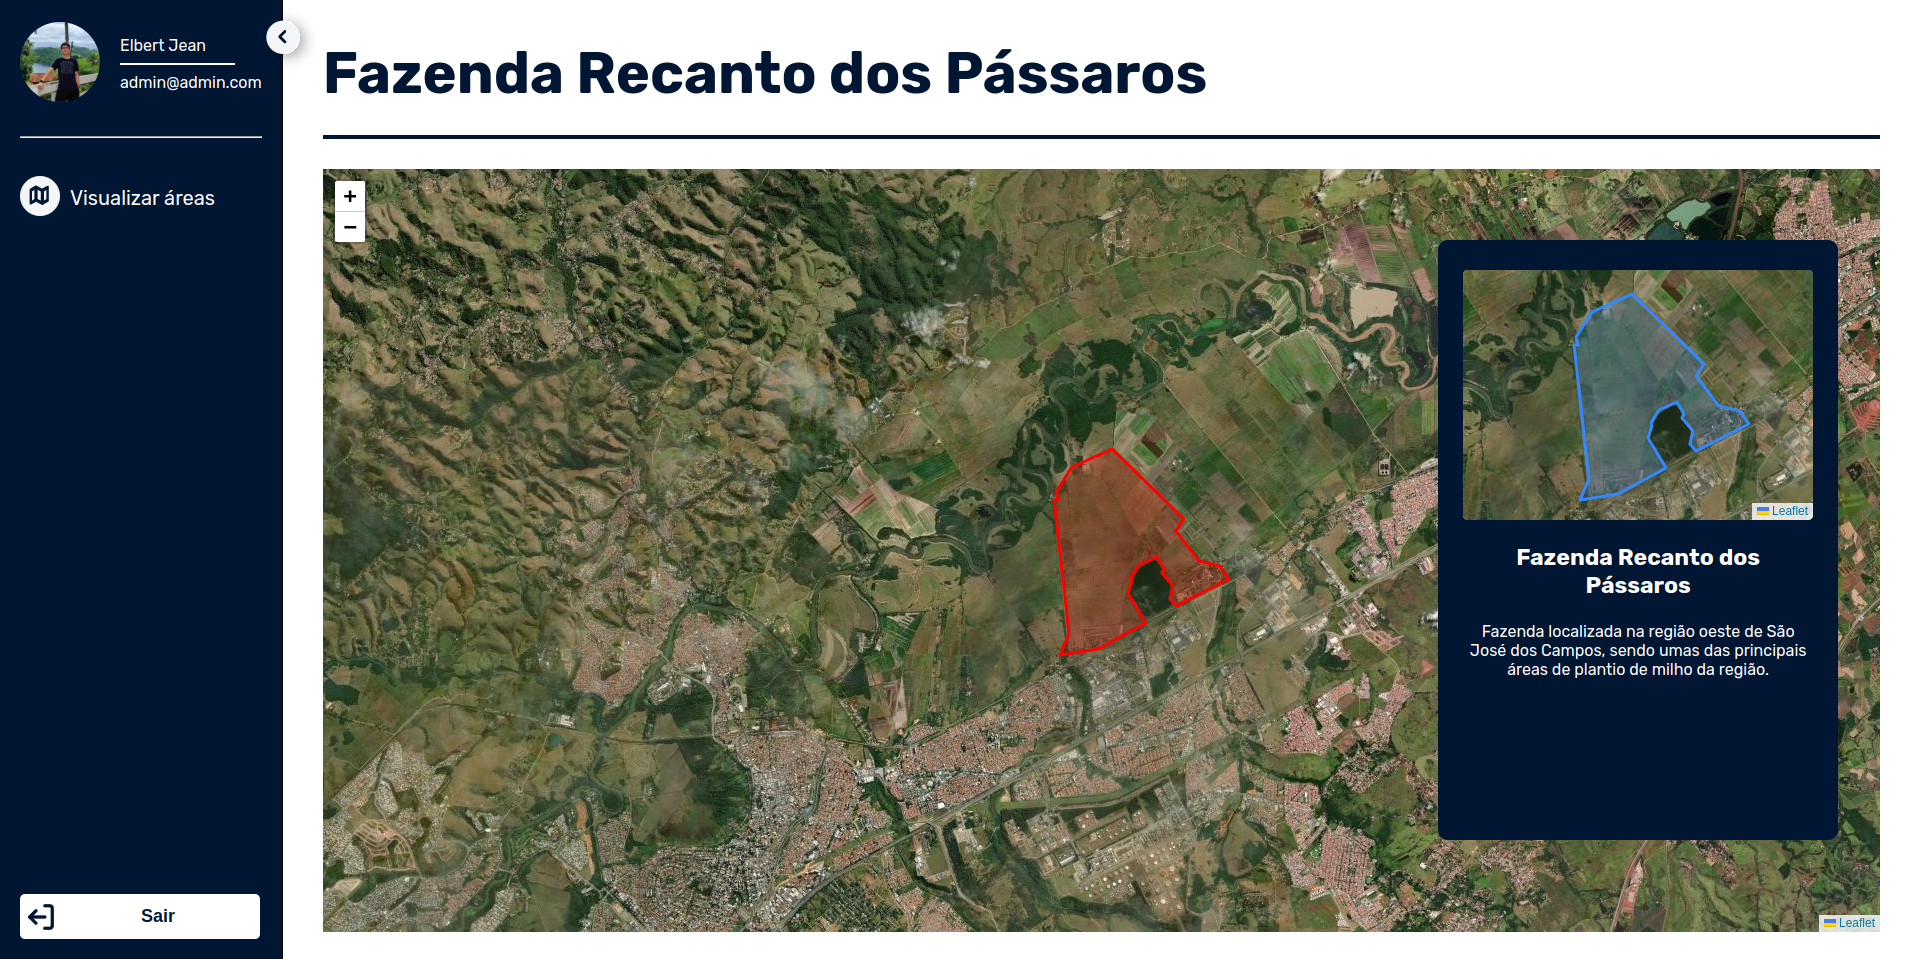 Elbert Jean
admin@admin.com
Visualizar áreas
Sair
Fazenda Recanto dos Pássaros
+
−
Leaflet
Fazenda Recanto dos
Pássaros
Fazenda localizada na região oeste de São
José dos Campos, sendo umas das principais
áreas de plantio de milho da região.
Leaflet